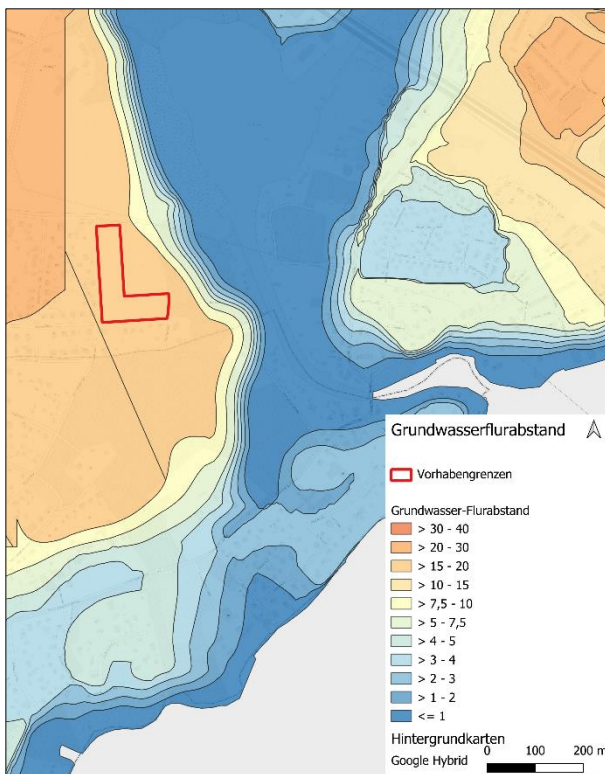 Grundwasserflurabstand
Vorhabengrenzen
Grundwasser-Flurabstand
> 30 - 40
> 20 - 30
> 15 - 20
> 10 - 15
> 7,5 - 10
> 5 - 7,5
> 4 - 5
> 3 - 4
> 2 - 3
> 1 - 2
<= 1
Hintergrundkarten
Google Hybrid
0 100 200 m